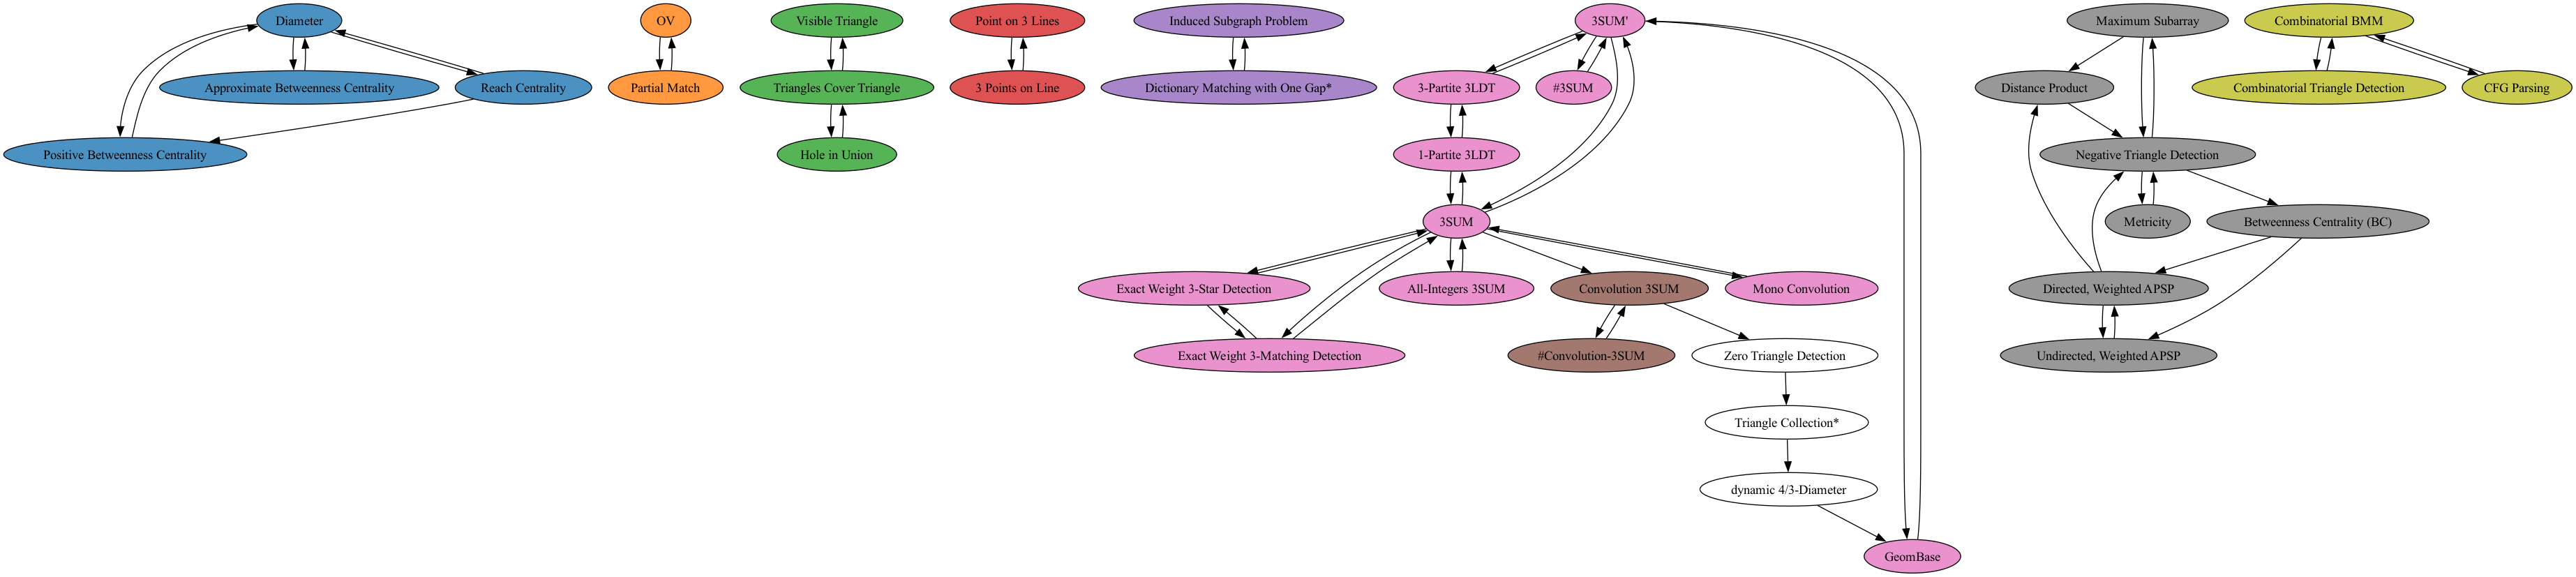 Diameter
OV
Visible Triangle
Point on 3 Lines
Induced Subgraph Problem
3SUM'
Maximum Subarray
Combinatorial BMM
Approximate Betweenness Centrality
Reach Centrality
Partial Match
Triangles Cover Triangle
3 Points on Line
Dictionary Matching with One Gap*
3-Partite 3LDT
#3SUM
Distance Product
Combinatorial Triangle Detection
CFG Parsing
Positive Betweenness Centrality
Hole in Union
1-Partite 3LDT
Negative Triangle Detection
3SUM
Metricity
Betweenness Centrality (BC)
Exact Weight 3-Star Detection
All-Integers 3SUM
Convolution 3SUM
Mono Convolution
Directed, Weighted APSP
Exact Weight 3-Matching Detection
#Convolution-3SUM
Zero Triangle Detection
Undirected, Weighted APSP
Triangle Collection*
dynamic 4/3-Diameter
GeomBase